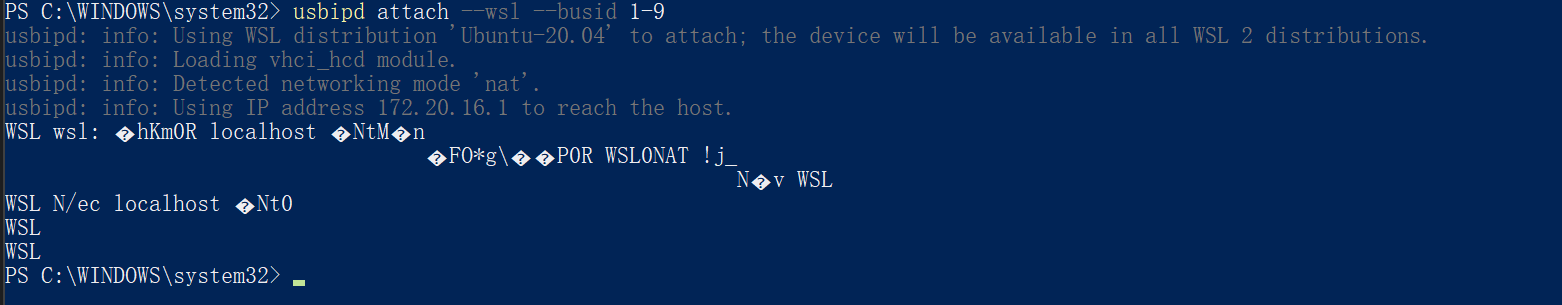 PS C:\WINDOWS\system32> usbipd attach --wsl --busid 1-9
usbipd: info: Using WSL distribution 'Ubuntu-20.04' to attach; the device will be available in all WSL 2 distributions.
usbipd: info: Loading vhci_hcd module.
usbipd: info: Detected networking mode 'nat'.
usbipd: info: Using IP address 172.20.16.1 to reach the host.
WSL wsl: �hKm0R localhost �NtM�n
�FO*g\��P0R WSL0NAT !j_
N�v WSL
WSL N/ec localhost �Nt0
WSL
WSL
PS C:\WINDOWS\system32>